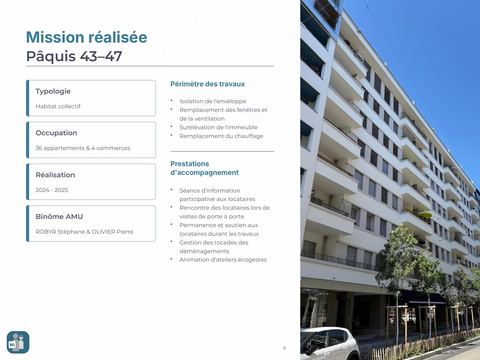 Mission réalisée
Pâquis 43–47
Typologie
Habitat collectif
Occupation
36 appartements & 4 commerces
Réalisation
2024 - 2025
Binôme AMU
ROBYR Stéphane & OLIVIER Pierre
Périmètre des travaux
• Isolation de l'enveloppe
• Remplacement des fenêtres et
de la ventilation
• Surélévation de l'immeuble
• Remplacement du chauffage
Prestations
d'accompagnement
• Séance d'information
participative aux locataires
• Rencontre des locataires lors de
visites de porte à porte
• Permanence et soutien aux
locataires durant les travaux
• Gestion des rocades des
déménagements
• Animation d'ateliers écogestes
9